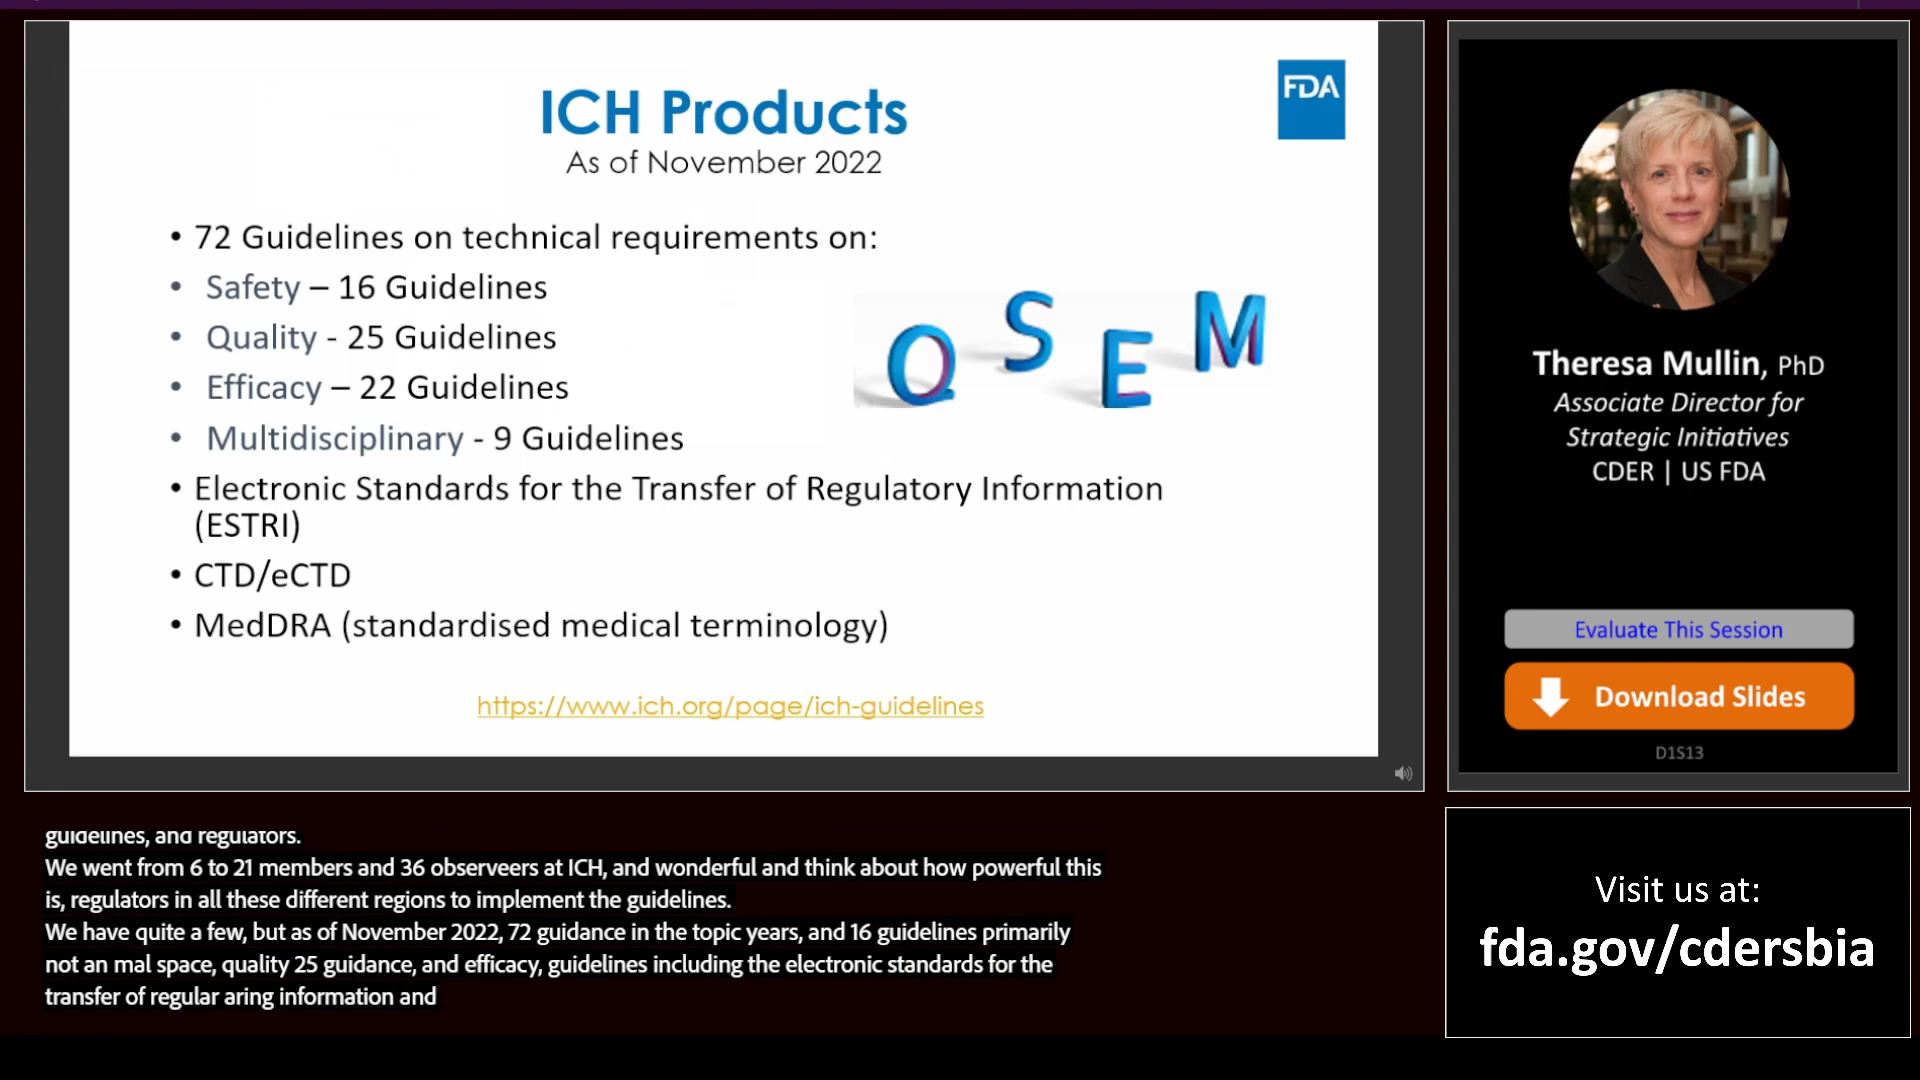 ICH Products
As of November 2022
FDA
• 72 Guidelines on technical requirements on:
• Safety – 16 Guidelines
• Quality - 25 Guidelines
• Efficacy – 22 Guidelines
• Multidisciplinary - 9 Guidelines
• Electronic Standards for the Transfer of Regulatory Information
(ESTRI)
• CTD/eCTD
• MedDRA (standardised medical terminology)
Q S E M
https://www.ich.org/page/ich-guidelines
Theresa Mullin, PhD
Associate Director for
Strategic Initiatives
CDER | US FDA
Evaluate This Session
Download Slides
D1S13
guidelines, and regulators.
We went from 6 to 21 members and 36 observeers at ICH, and wonderful and think about how powerful this
is, regulators in all these different regions to implement the guidelines.
We have quite a few, but as of November 2022, 72 guidance in the topic years, and 16 guidelines primarily
not an mal space, quality 25 guidance, and efficacy, guidelines including the electronic standards for the
transfer of regular aring information and
Visit us at:
fda.gov/cdersbia